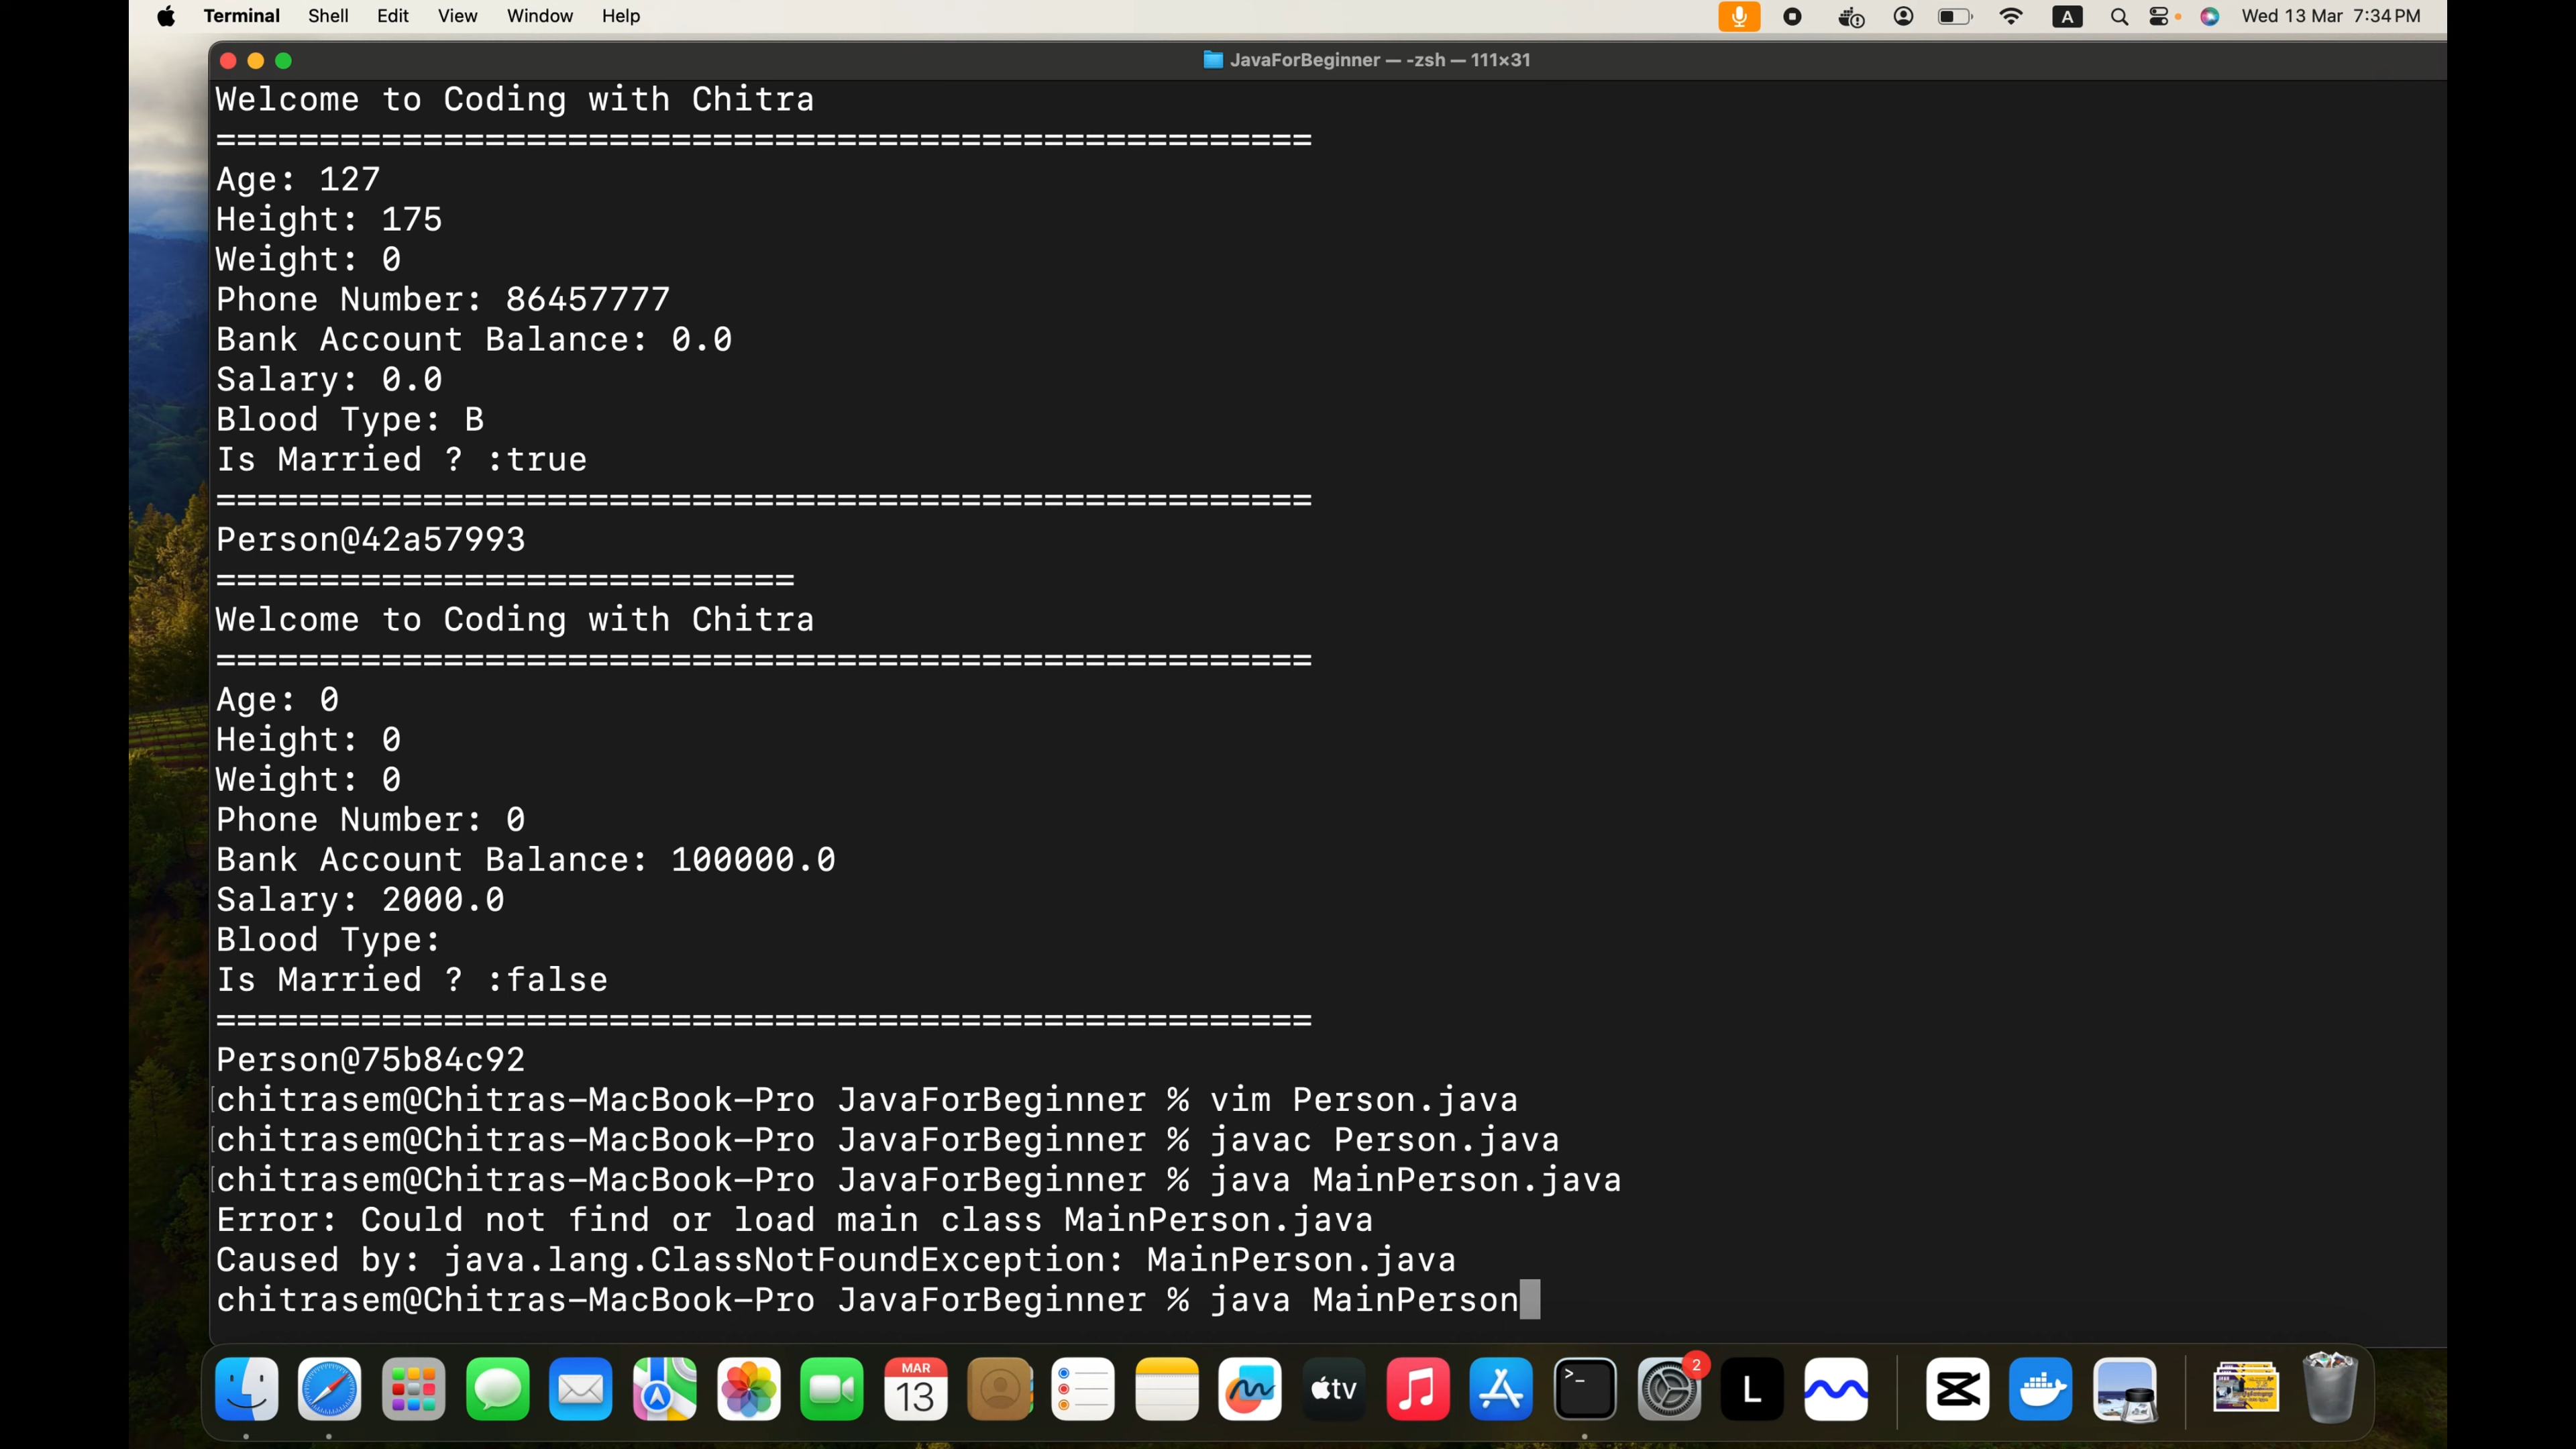 Terminal Shell Edit View Window Help
A
Wed 13 Mar 7:34 PM
JavaForBeginner — -zsh — 111×31
Welcome to Coding with Chitra
=====================================================
Age: 127
Height: 175
Weight: 0
Phone Number: 86457777
Bank Account Balance: 0.0
Salary: 0.0
Blood Type: B
Is Married ? :true
=====================================================
Person@42a57993
============================
Welcome to Coding with Chitra
=====================================================
Age: 0
Height: 0
Weight: 0
Phone Number: 0
Bank Account Balance: 100000.0
Salary: 2000.0
Blood Type:
Is Married ? :false
=====================================================
Person@75b84c92
chitrasem@Chitras-MacBook-Pro JavaForBeginner % vim Person.java
chitrasem@Chitras-MacBook-Pro JavaForBeginner % javac Person.java
chitrasem@Chitras-MacBook-Pro JavaForBeginner % java MainPerson.java
Error: Could not find or load main class MainPerson.java
Caused by: java.lang.ClassNotFoundException: MainPerson.java
chitrasem@Chitras-MacBook-Pro JavaForBeginner % java MainPerson
MAR
13
tv
>_
2
L